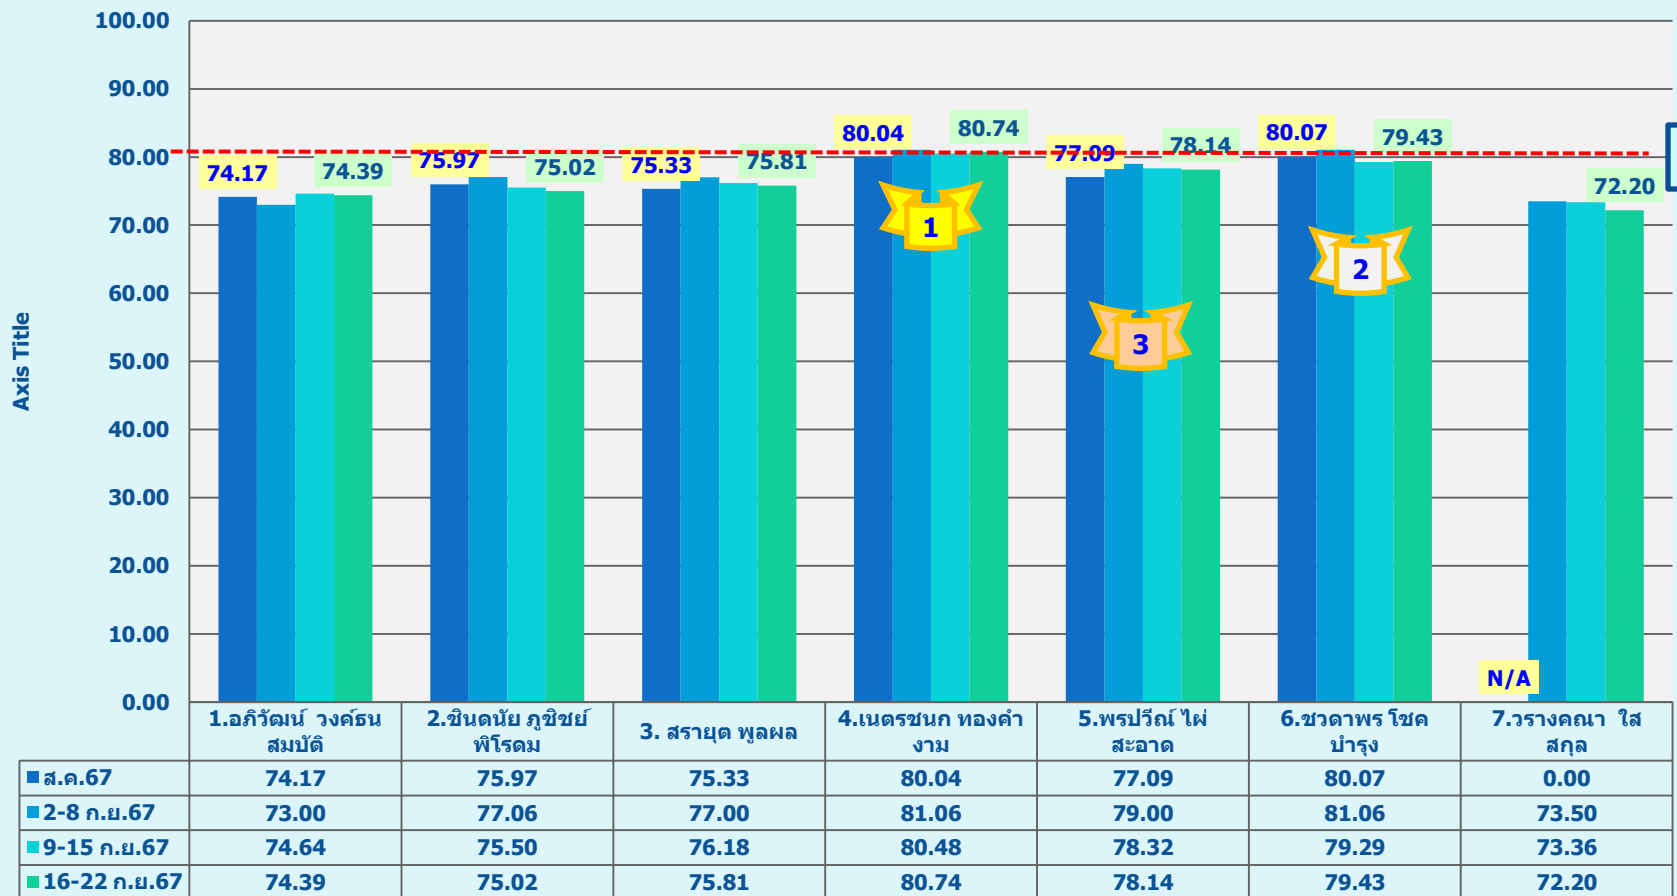 100.00
90.00
80.00
70.00
60.00
50.00
40.00
30.00
20.00
10.00
0.00
Axis Title
74.17
74.39
75.97
75.02
75.33
75.81
80.04
80.74
77.09
78.14
80.07
79.43
N/A
72.20
1
3
2
1.อภิวัฒน์ วงค์ธน
สมบัติ
2.ชินดนัย ภูชิชย์
พิโรดม
3. สรายุต พูลผล
4.เนตรชนก ทองคำ
งาม
5.พรปวีณ์ ไผ่
สะอาด
6.ชวดาพร โชค
บำรุง
7.วรางคณา ใส
สกุล
ส.ค.67 74.17 75.97 75.33 80.04 77.09 80.07 0.00
2-8 ก.ย.67 73.00 77.06 77.00 81.06 79.00 81.06 73.50
9-15 ก.ย.67 74.64 75.50 76.18 80.48 78.32 79.29 73.36
16-22 ก.ย.67 74.39 75.02 75.81 80.74 78.14 79.43 72.20